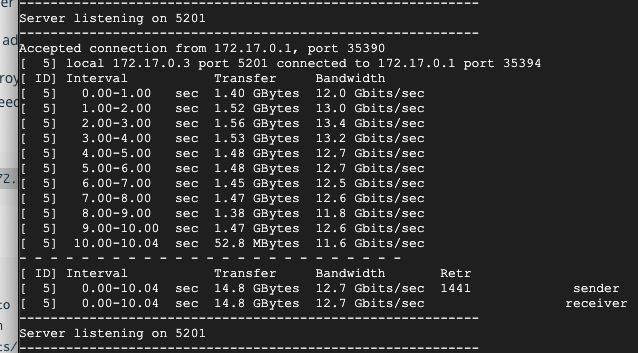 -----------------------------------------------------------
Server listening on 5201
-----------------------------------------------------------
Accepted connection from 172.17.0.1, port 35390
[  5] local 172.17.0.3 port 5201 connected to 172.17.0.1 port 35394
[ ID] Interval           Transfer     Bandwidth
[  5]   0.00-1.00   sec  1.40 GBytes  12.0 Gbits/sec
[  5]   1.00-2.00   sec  1.52 GBytes  13.0 Gbits/sec
[  5]   2.00-3.00   sec  1.56 GBytes  13.4 Gbits/sec
[  5]   3.00-4.00   sec  1.53 GBytes  13.2 Gbits/sec
[  5]   4.00-5.00   sec  1.48 GBytes  12.7 Gbits/sec
[  5]   5.00-6.00   sec  1.48 GBytes  12.7 Gbits/sec
[  5]   6.00-7.00   sec  1.45 GBytes  12.5 Gbits/sec
[  5]   7.00-8.00   sec  1.47 GBytes  12.6 Gbits/sec
[  5]   8.00-9.00   sec  1.38 GBytes  11.8 Gbits/sec
[  5]   9.00-10.00  sec  1.47 GBytes  12.6 Gbits/sec
[  5]  10.00-10.04  sec  52.8 MBytes  11.6 Gbits/sec
- - - - - - - - - - - - - - - - - - - - - - - - -
[ ID] Interval           Transfer     Bandwidth       Retr
[  5]   0.00-10.04  sec  14.8 GBytes  12.7 Gbits/sec  1441             sender
[  5]   0.00-10.04  sec  14.8 GBytes  12.7 Gbits/sec                  receiver
-----------------------------------------------------------
Server listening on 5201
-----------------------------------------------------------